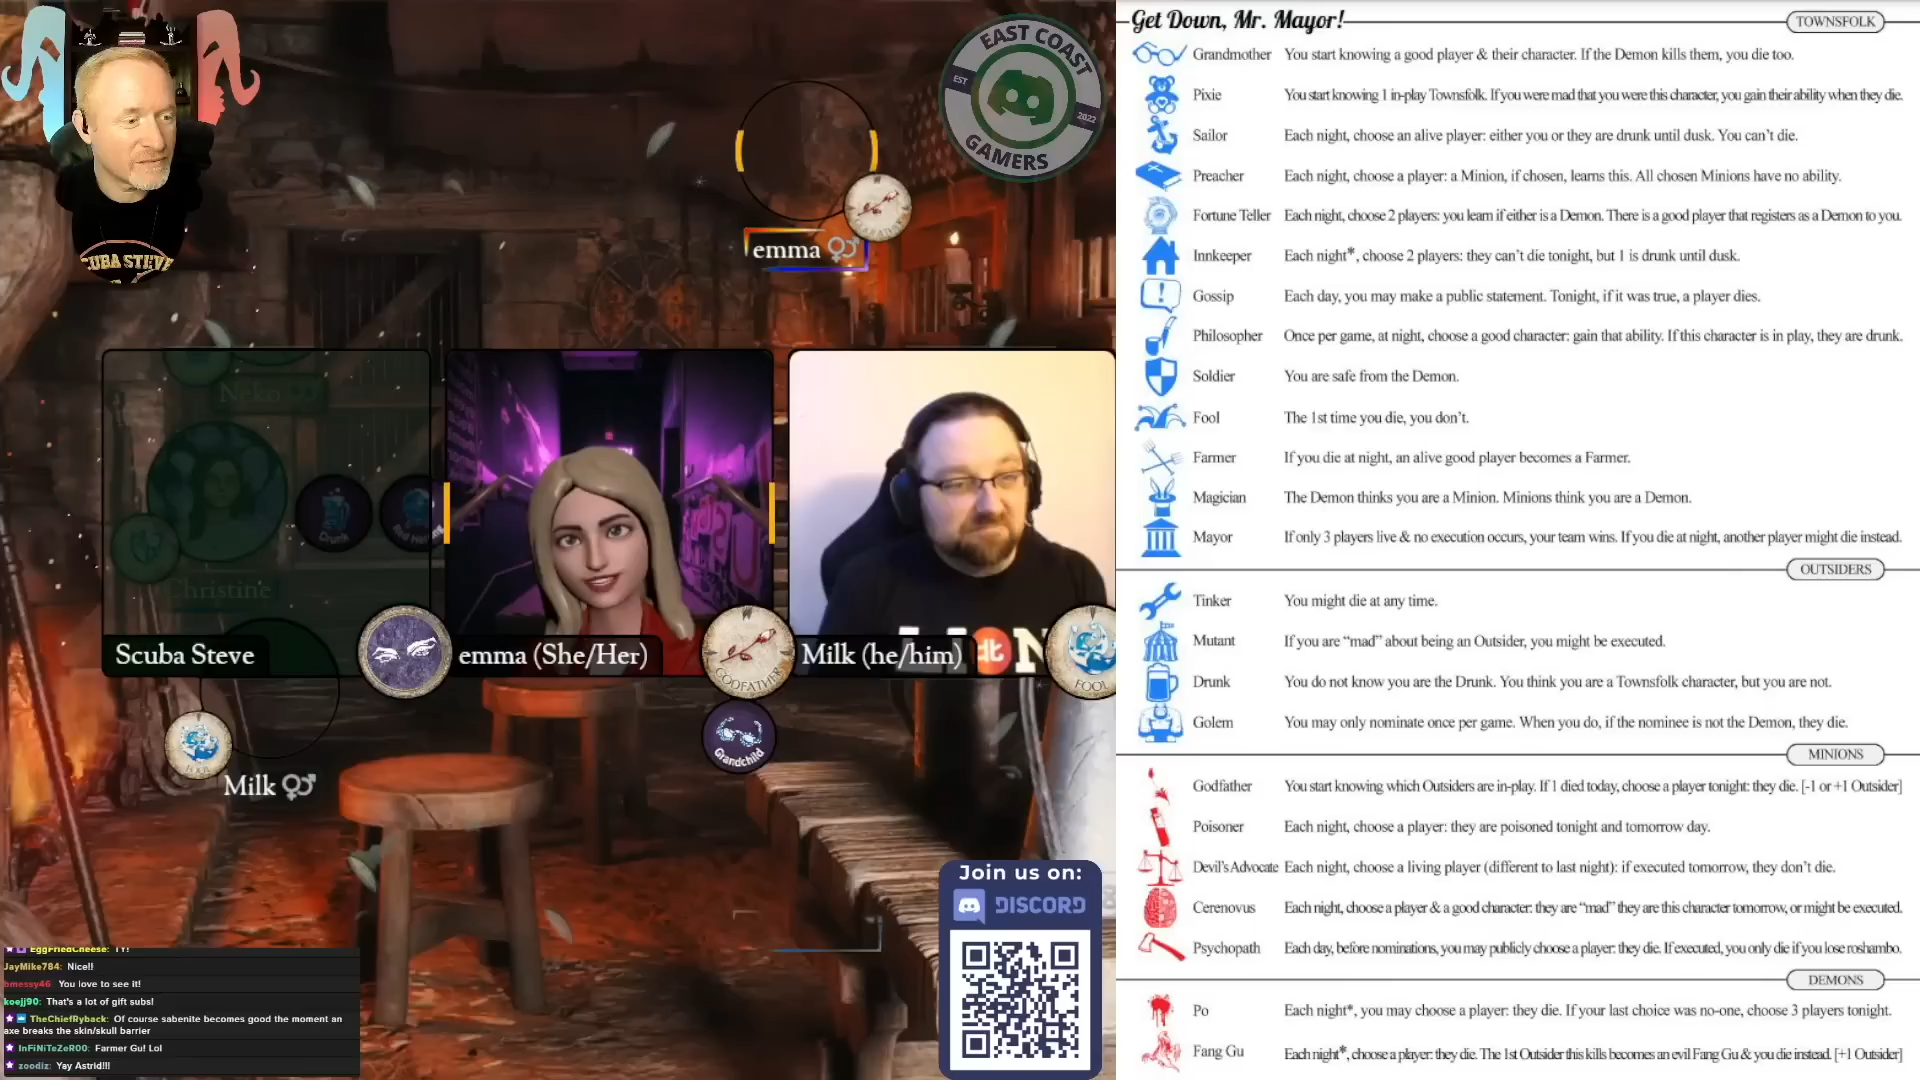 CUBA STEVE
EAST COAST
EST
2022
GAMERS
emma
Neko
Drunk
Christine
Scuba Steve
emma (She/Her)
GODFATHER
Grandchild
Milk (he/him)
FOOL
Milk
Join us on:
DISCORD
EggFriedCheese: TY!
JayMike784: Nice!!
bmessy46 You love to see it!
koejj90: That's a lot of gift subs!
TheChiefRyback: Of course sabenite becomes good the moment an
axe breaks the skin/skull barrier
InFiNiTeZeR00: Farmer Gu! Lol
zoodiz: Yay Astrid!!!
Get Down, Mr. Mayor!
TOWNSFOLK
Grandmother You start knowing a good player & their character. If the Demon kills them, you die too.
Pixie You start knowing 1 in-play Townsfolk. If you were mad that you were this character, you gain their ability when they die.
Sailor Each night, choose an alive player: either you or they are drunk until dusk. You can't die.
Preacher Each night, choose a player: a Minion, if chosen, learns this. All chosen Minions have no ability.
Fortune Teller Each night, choose 2 players: you learn if either is a Demon. There is a good player that registers as a Demon to you.
Innkeeper Each night*, choose 2 players: they can't die tonight, but 1 is drunk until dusk.
Gossip Each day, you may make a public statement. Tonight, if it was true, a player dies.
Philosopher Once per game, at night, choose a good character: gain that ability. If this character is in play, they are drunk.
Soldier You are safe from the Demon.
Fool The 1st time you die, you don't.
Farmer If you die at night, an alive good player becomes a Farmer.
Magician The Demon thinks you are a Minion. Minions think you are a Demon.
Mayor If only 3 players live & no execution occurs, your team wins. If you die at night, another player might die instead.
OUTSIDERS
Tinker You might die at any time.
Mutant If you are “mad” about being an Outsider, you might be executed.
Drunk You do not know you are the Drunk. You think you are a Townsfolk character, but you are not.
Golem You may only nominate once per game. When you do, if the nominee is not the Demon, they die.
MINIONS
Godfather You start knowing which Outsiders are in-play. If 1 died today, choose a player tonight: they die. [-1 or +1 Outsider]
Poisoner Each night, choose a player: they are poisoned tonight and tomorrow day.
Devil's Advocate Each night, choose a living player (different to last night): if executed tomorrow, they don't die.
Cerenovus Each night, choose a player & a good character: they are “mad” they are this character tomorrow, or might be executed.
Psychopath Each day, before nominations, you may publicly choose a player: they die. If executed, you only die if you lose roshambo.
DEMONS
Po Each night*, you may choose a player: they die. If your last choice was no-one, choose 3 players tonight.
Fang Gu Each night*, choose a player: they die. The 1st Outsider this kills becomes an evil Fang Gu & you die instead. [+1 Outsider]